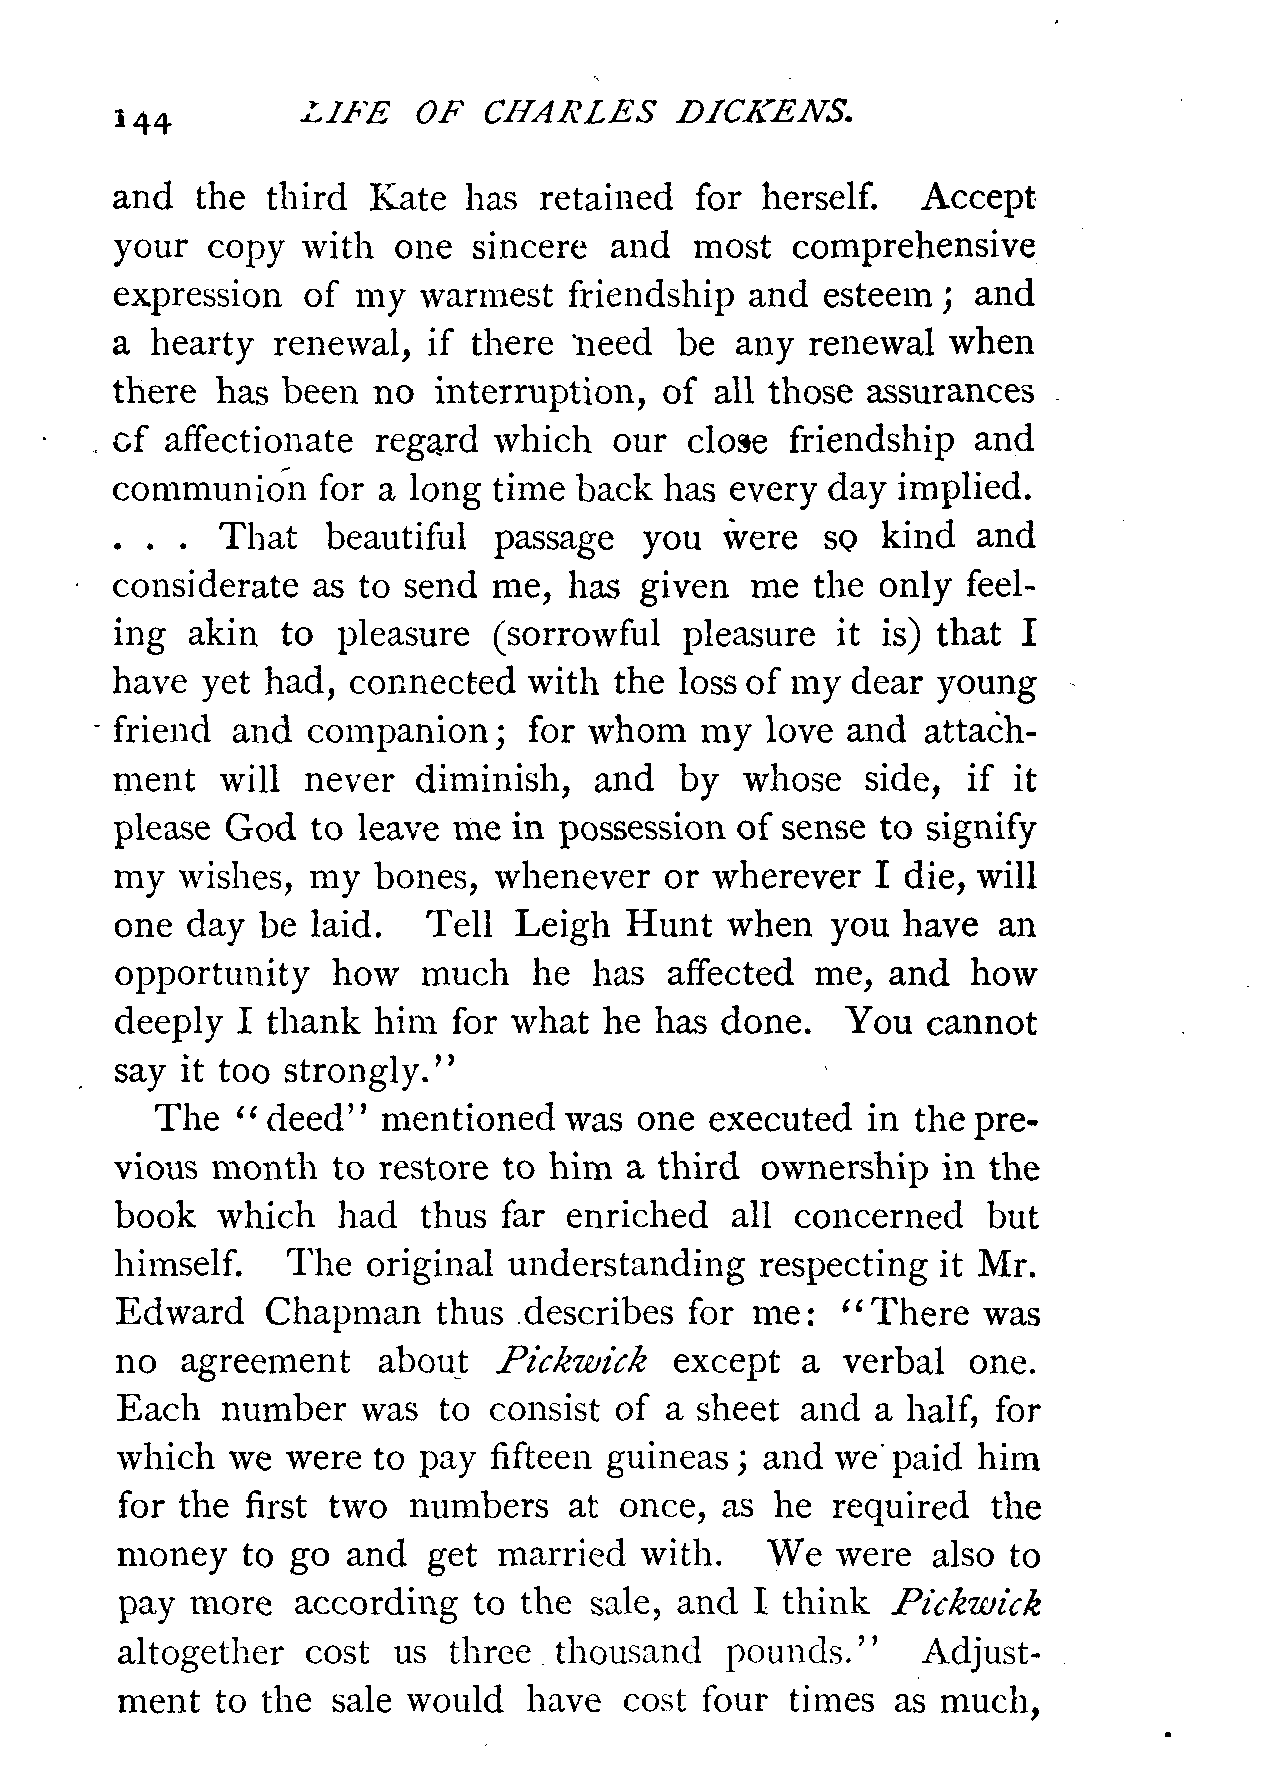 144 LIFE OF CHARLES DICKENS.
and the third Kate has retained for herself. Accept
your copy with one sincere and most comprehensive
expression of my warmest friendship and esteem; and
a hearty renewal, if there need be any renewal when
there has been no interruption, of all those assurances
of affectionate regard which our close friendship and
communion for a long time back has every day implied.
. . . That beautiful passage you were so kind and
considerate as to send me, has given me the only feel-
ing akin to pleasure (sorrowful pleasure it is) that I
have yet had, connected with the loss of my dear young
friend and companion; for whom my love and attach-
ment will never diminish, and by whose side, if it
please God to leave me in possession of sense to signify
my wishes, my bones, whenever or wherever I die, will
one day be laid. Tell Leigh Hunt when you have an
opportunity how much he has affected me, and how
deeply I thank him for what he has done. You cannot
say it too strongly.''
The “deed” mentioned was one executed in the pre-
vious month to restore to him a third ownership in the
book which had thus far enriched all concerned but
himself. The original understanding respecting it Mr.
Edward Chapman thus describes for me: “There was
no agreement about Pickwick except a verbal one.
Each number was to consist of a sheet and a half, for
which we were to pay fifteen guineas; and we paid him
for the first two numbers at once, as he required the
money to go and get married with. We were also to
pay more according to the sale, and I think Pickwick
altogether cost us three thousand pounds.” Adjust-
ment to the sale would have cost four times as much,